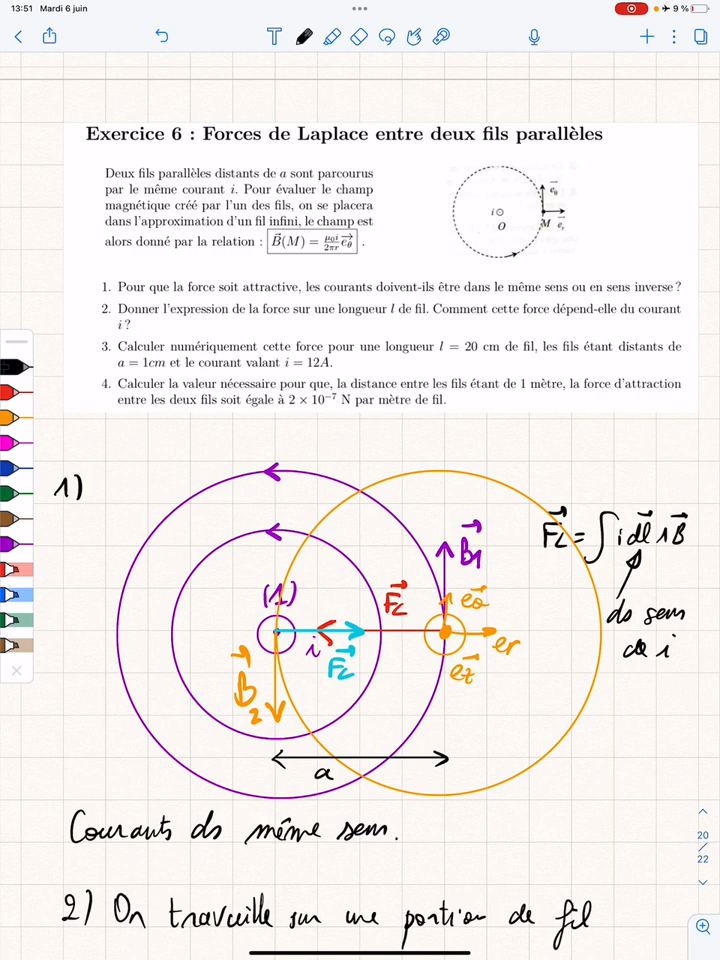 13:51 Mardi 6 juin
9 %
Exercice 6 : Forces de Laplace entre deux fils parallèles
Deux fils parallèles distants de a sont parcourus
par le même courant i. Pour évaluer le champ
magnétique créé par l'un des fils, on se placera
dans l'approximation d'un fil infini, le champ est
alors donné par la relation : B⃗(M) = μ₀i/2πr e⃗θ .
e⃗θ
i⊙
O
M e⃗r
1. Pour que la force soit attractive, les courants doivent-ils être dans le même sens ou en sens inverse ?
2. Donner l'expression de la force sur une longueur l de fil. Comment cette force dépend-elle du courant
i ?
3. Calculer numériquement cette force pour une longueur l = 20 cm de fil, les fils étant distants de
a = 1cm et le courant valant i = 12A.
4. Calculer la valeur nécessaire pour que, la distance entre les fils étant de 1 mètre, la force d'attraction
entre les deux fils soit égale à 2 × 10⁻⁷ N par mètre de fil.
1)
F⃗L = ∫ i dl⃗ ∧ B⃗
B⃗1
(1)
F⃗L
e⃗θ
ds sens
de i
i
F⃗L
er
e⃗z
B⃗2
a
Courants ds même sens.
20
/
22
2) On travaille sur une portion de fil